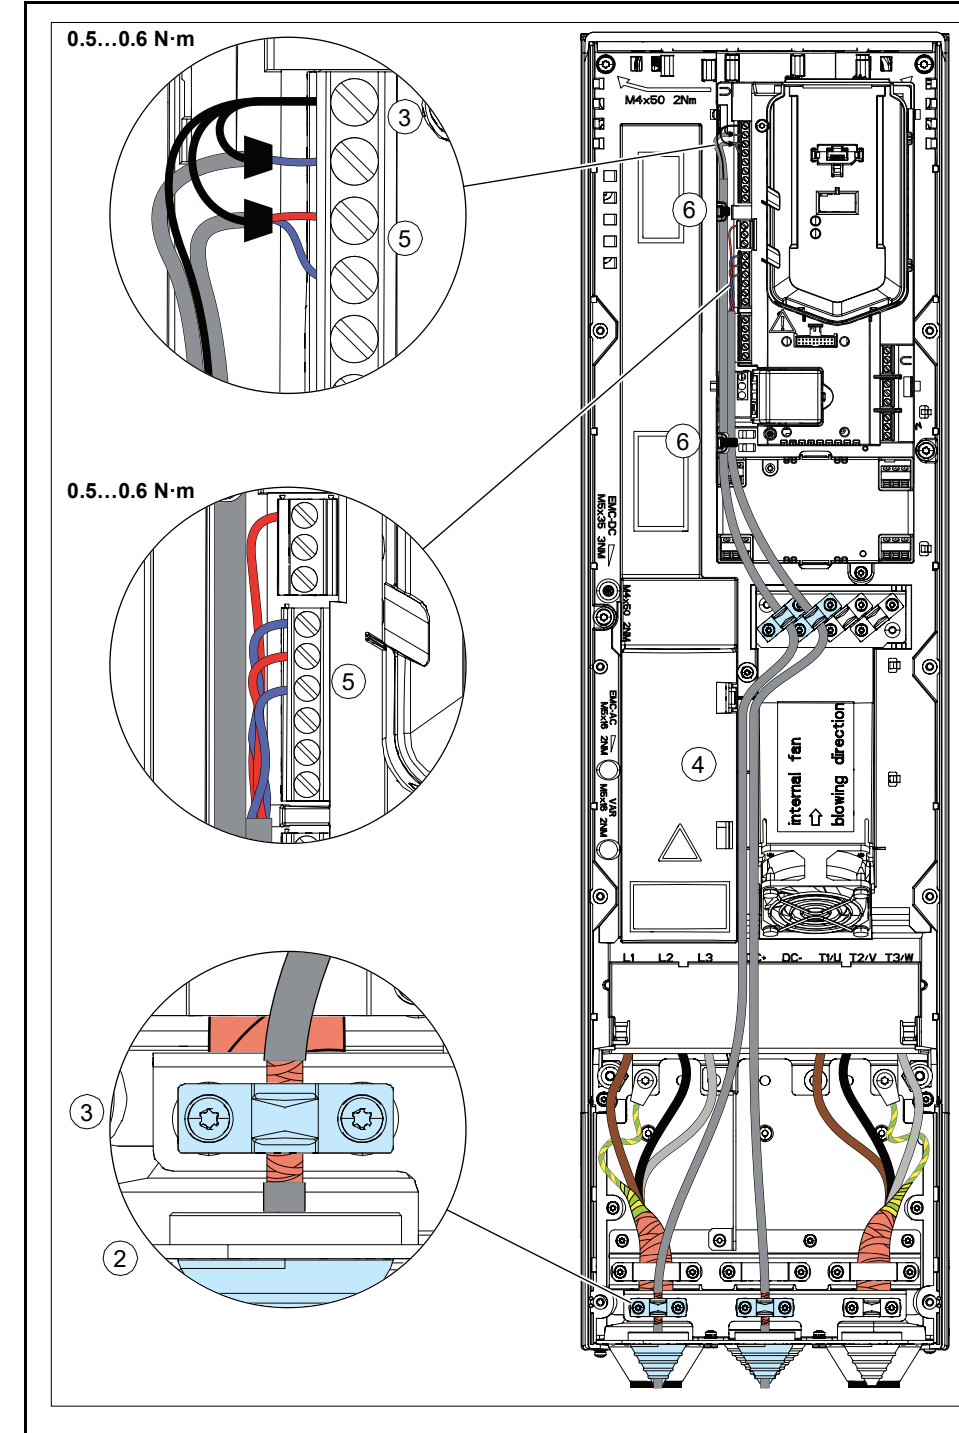 0.5…0.6 N·m
3
5
M4x50 2Nm
6
6
0.5…0.6 N·m
5
EMC-DC
M5x35 3NM
M4x50 2NM
EMC-AC
M5x16 2NM
VAR
M5x16 2NM
4
internal fan
blowing direction
L1 L2 L3 DC- T1/U T2/V T3/W
3
2